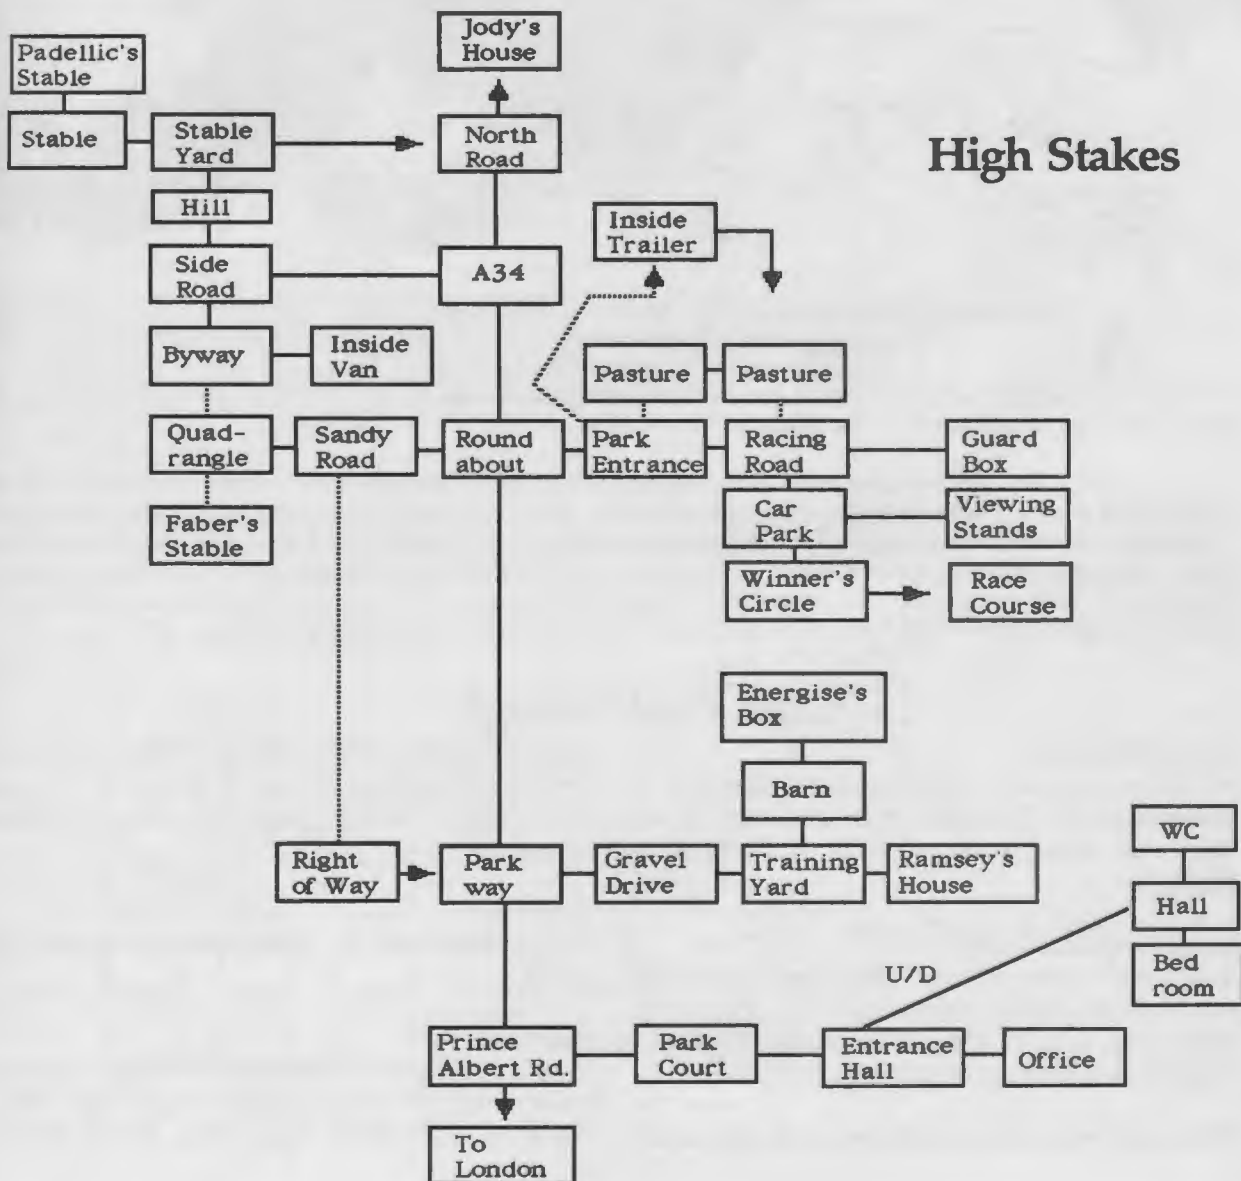 Jody's
House
Padellic's
Stable
High Stakes
Stable
Stable
Yard
North
Road
Hill
Inside
Trailer
Side
Road
A34
Byway
Inside
Van
Pasture
Pasture
Quad-
rangle
Sandy
Road
Round
about
Park
Entrance
Racing
Road
Guard
Box
Car
Park
Viewing
Stands
Faber's
Stable
Winner's
Circle
Race
Course
Energise's
Box
Barn
WC
Right
of Way
Park
way
Gravel
Drive
Training
Yard
Ramsey's
House
Hall
Bed
room
U/D
Prince
Albert Rd.
Park
Court
Entrance
Hall
Office
To
London